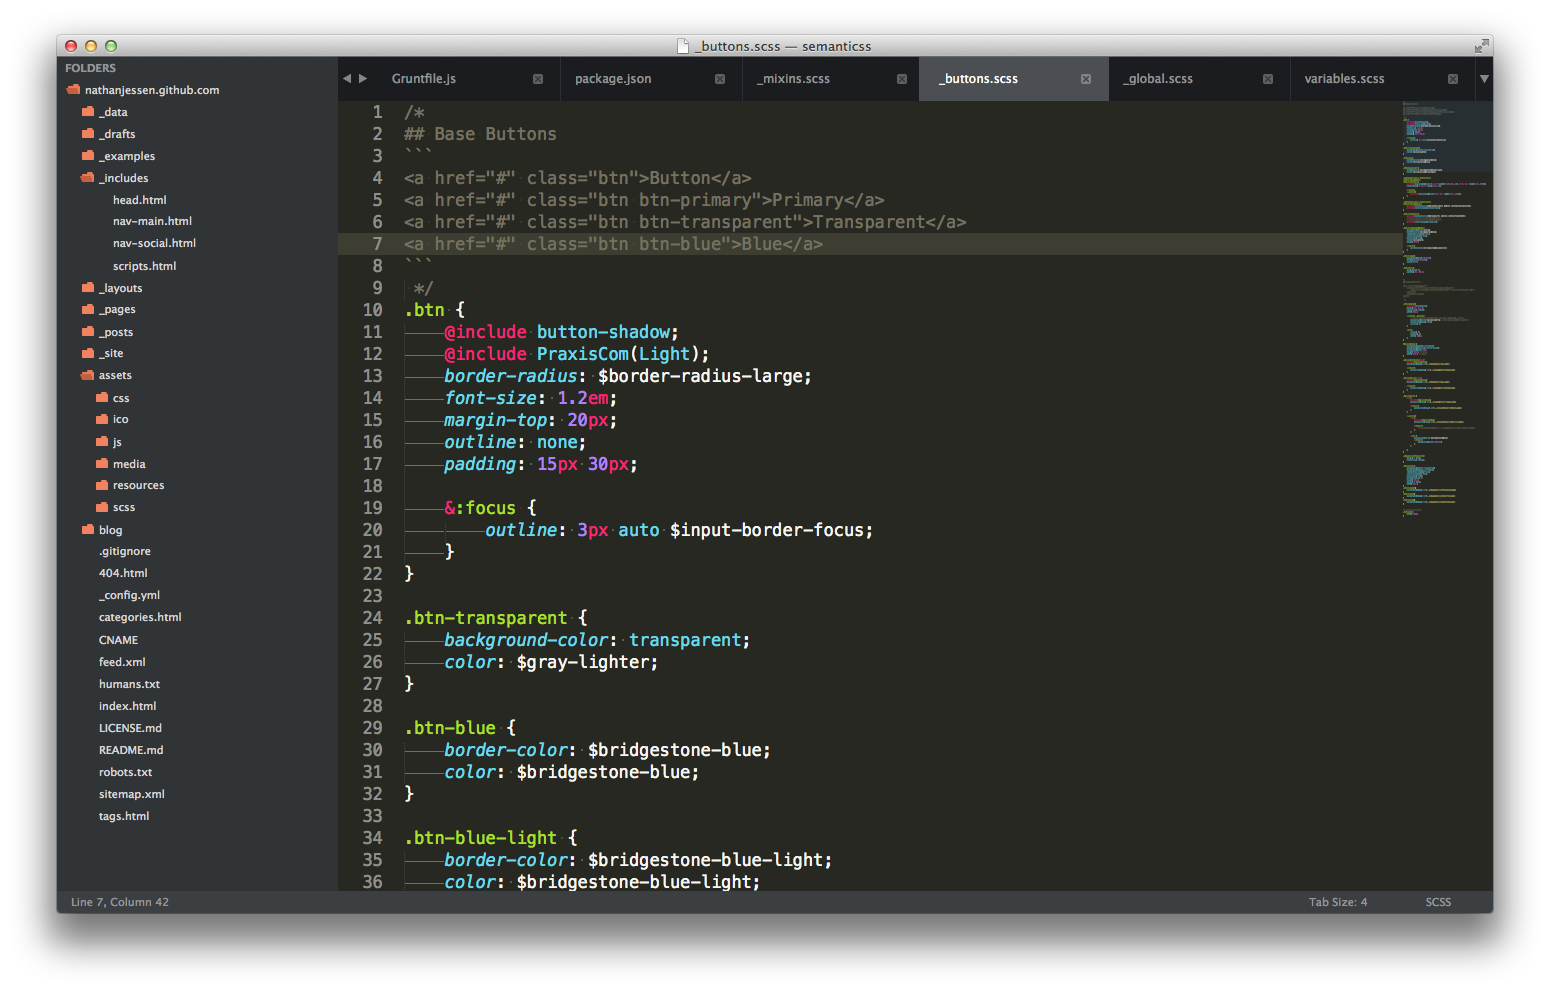 _buttons.scss — semanticss
FOLDERS
nathanjessen.github.com
_data
_drafts
_examples
_includes
head.html
nav-main.html
nav-social.html
scripts.html
_layouts
_pages
_posts
_site
assets
css
ico
js
media
resources
scss
blog
.gitignore
404.html
_config.yml
categories.html
CNAME
feed.xml
humans.txt
index.html
LICENSE.md
README.md
robots.txt
sitemap.xml
tags.html
Gruntfile.js package.json _mixins.scss _buttons.scss _global.scss variables.scss
1 /*
2 ## Base Buttons
3 ```
4 <a href="#" class="btn">Button</a>
5 <a href="#" class="btn btn-primary">Primary</a>
6 <a href="#" class="btn btn-transparent">Transparent</a>
7 <a href="#" class="btn btn-blue">Blue</a>
8 ```
9 */
10 .btn {
11 @include button-shadow;
12 @include PraxisCom(Light);
13 border-radius: $border-radius-large;
14 font-size: 1.2em;
15 margin-top: 20px;
16 outline: none;
17 padding: 15px 30px;
18
19 &:focus {
20 outline: 3px auto $input-border-focus;
21 }
22 }
23
24 .btn-transparent {
25 background-color: transparent;
26 color: $gray-lighter;
27 }
28
29 .btn-blue {
30 border-color: $bridgestone-blue;
31 color: $bridgestone-blue;
32 }
33
34 .btn-blue-light {
35 border-color: $bridgestone-blue-light;
36 color: $bridgestone-blue-light;
Line 7, Column 42
Tab Size: 4 SCSS